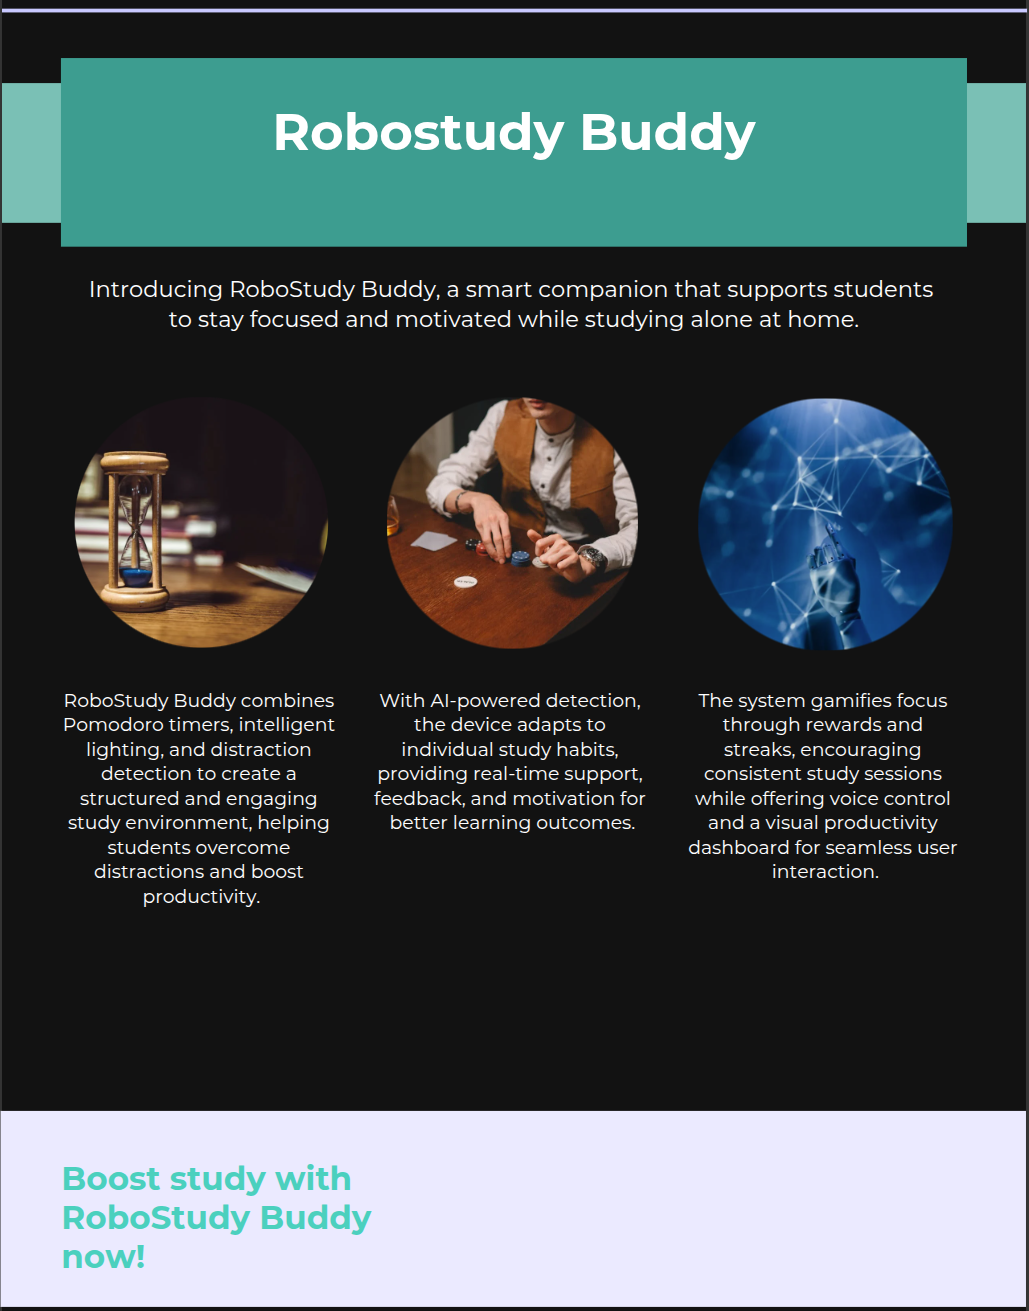 Robostudy Buddy
Introducing RoboStudy Buddy, a smart companion that supports students
to stay focused and motivated while studying alone at home.
RoboStudy Buddy combines
Pomodoro timers, intelligent
lighting, and distraction
detection to create a
structured and engaging
study environment, helping
students overcome
distractions and boost
productivity.
With AI-powered detection,
the device adapts to
individual study habits,
providing real-time support,
feedback, and motivation for
better learning outcomes.
The system gamifies focus
through rewards and
streaks, encouraging
consistent study sessions
while offering voice control
and a visual productivity
dashboard for seamless user
interaction.
Boost study with
RoboStudy Buddy
now!